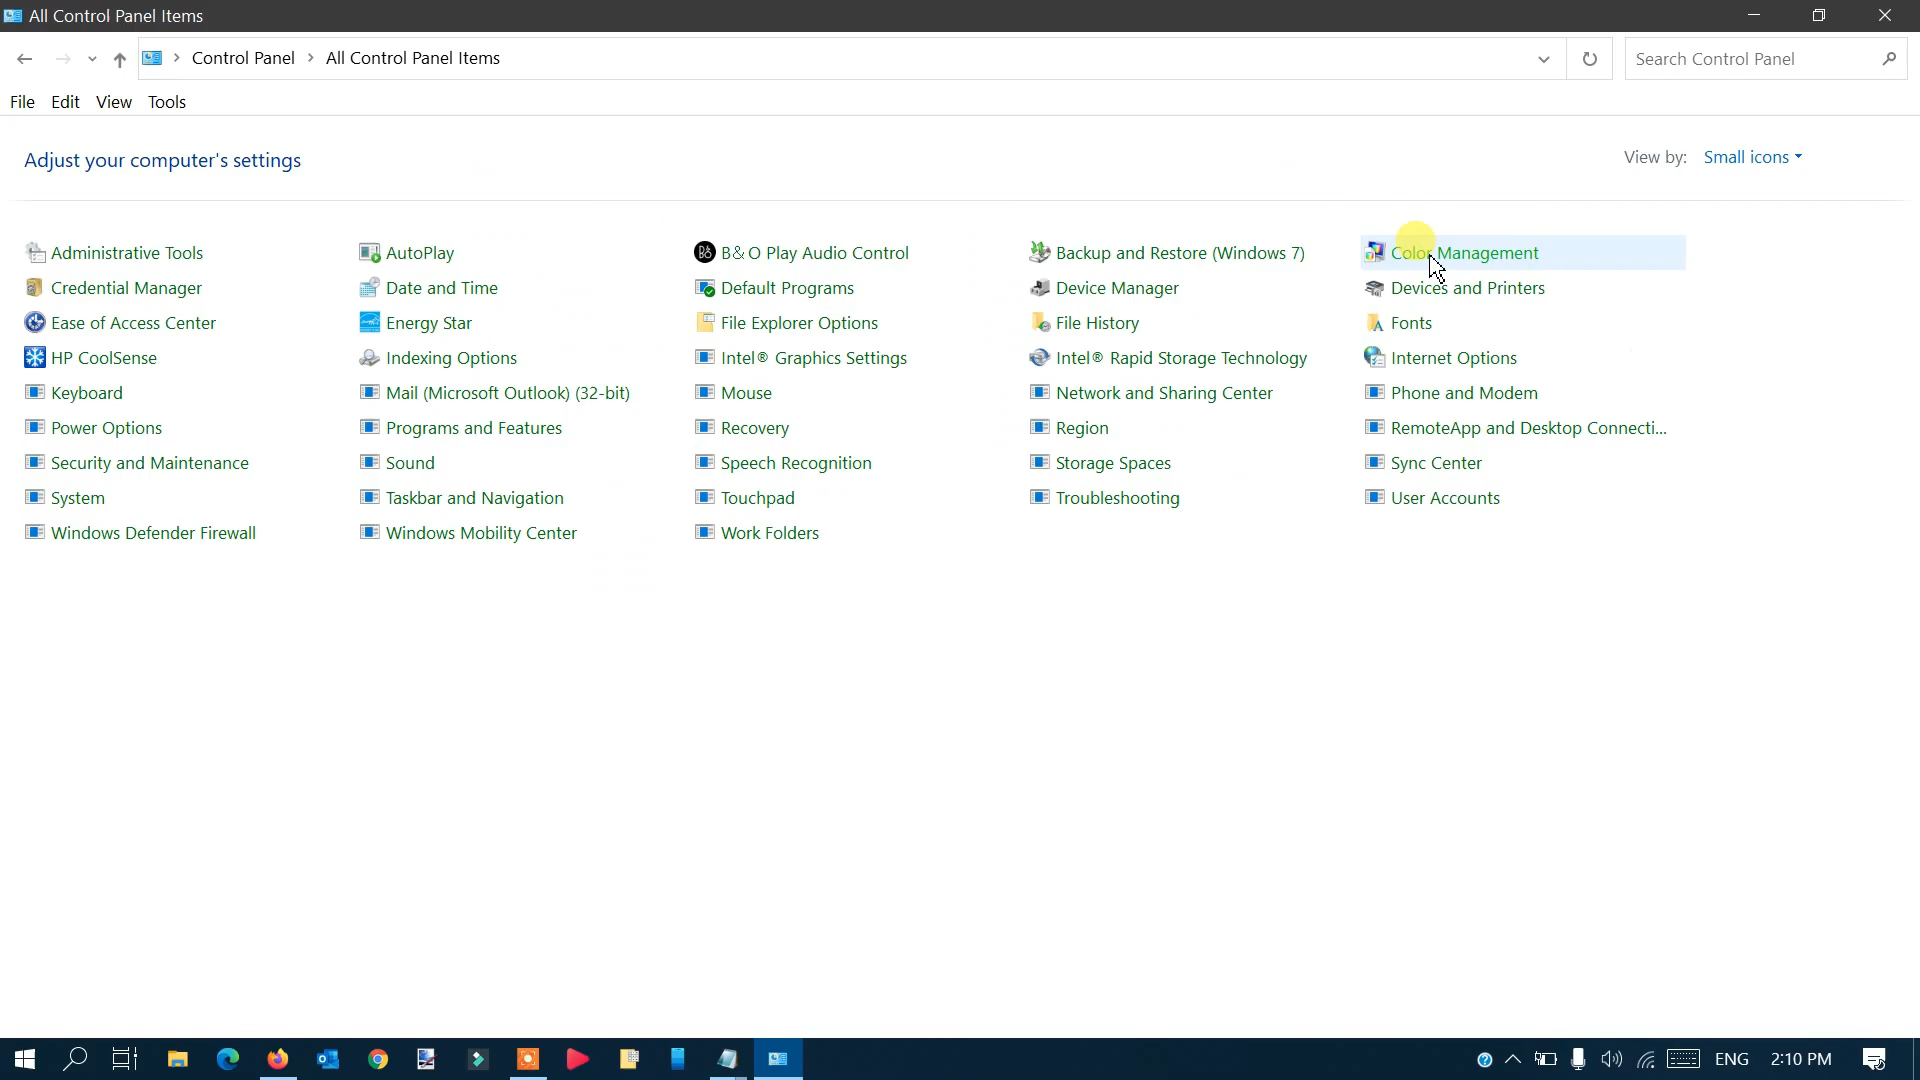 All Control Panel Items
Control Panel > All Control Panel Items
Search Control Panel
File Edit View Tools
Adjust your computer's settings
View by: Small icons
Administrative Tools
AutoPlay
B&O Play Audio Control
Backup and Restore (Windows 7)
Color Management
Credential Manager
Date and Time
Default Programs
Device Manager
Devices and Printers
Ease of Access Center
Energy Star
File Explorer Options
File History
Fonts
HP CoolSense
Indexing Options
Intel® Graphics Settings
Intel® Rapid Storage Technology
Internet Options
Keyboard
Mail (Microsoft Outlook) (32-bit)
Mouse
Network and Sharing Center
Phone and Modem
Power Options
Programs and Features
Recovery
Region
RemoteApp and Desktop Connecti...
Security and Maintenance
Sound
Speech Recognition
Storage Spaces
Sync Center
System
Taskbar and Navigation
Touchpad
Troubleshooting
User Accounts
Windows Defender Firewall
Windows Mobility Center
Work Folders
ENG 2:10 PM